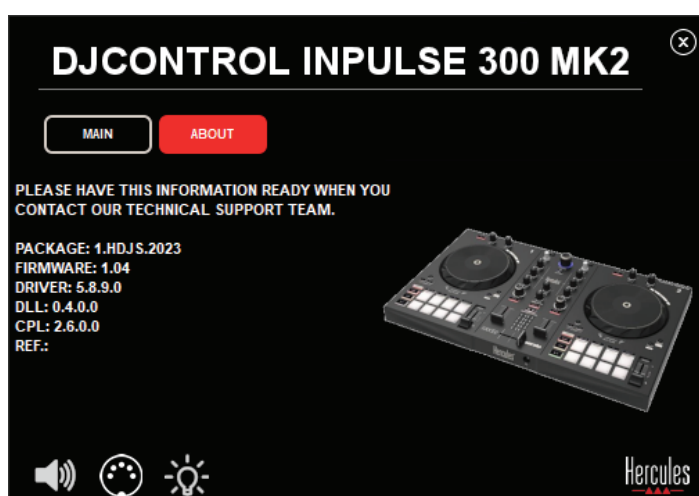 DJCONTROL INPULSE 300 MK2
MAIN
ABOUT
PLEASE HAVE THIS INFORMATION READY WHEN YOU
CONTACT OUR TECHNICAL SUPPORT TEAM.
PACKAGE: 1.HDJS.2023
FIRMWARE: 1.04
DRIVER: 5.8.9.0
DLL: 0.4.0.0
CPL: 2.6.0.0
REF.:
Hercules
Hercules